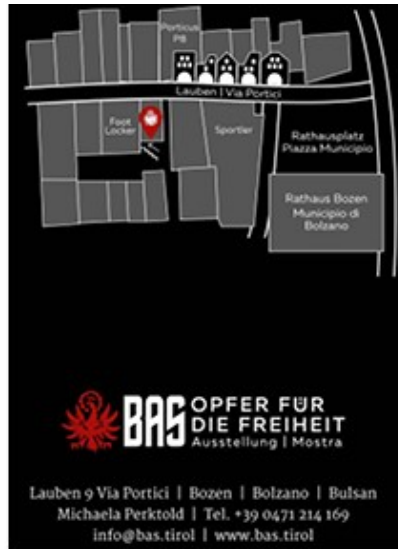 Porticus
PB
Lauben | Via Portici
Foot
Locker
Sportler
Rathausplatz
Piazza Municipio
Rathaus Bozen
Municipio di
Bolzano
BAS OPFER FÜR
DIE FREIHEIT
Ausstellung | Mostra
Lauben 9 Via Portici | Bozen | Bolzano | Bulsan
Michaela Perktold | Tel. +39 0471 214 169
info@bas.tirol | www.bas.tirol